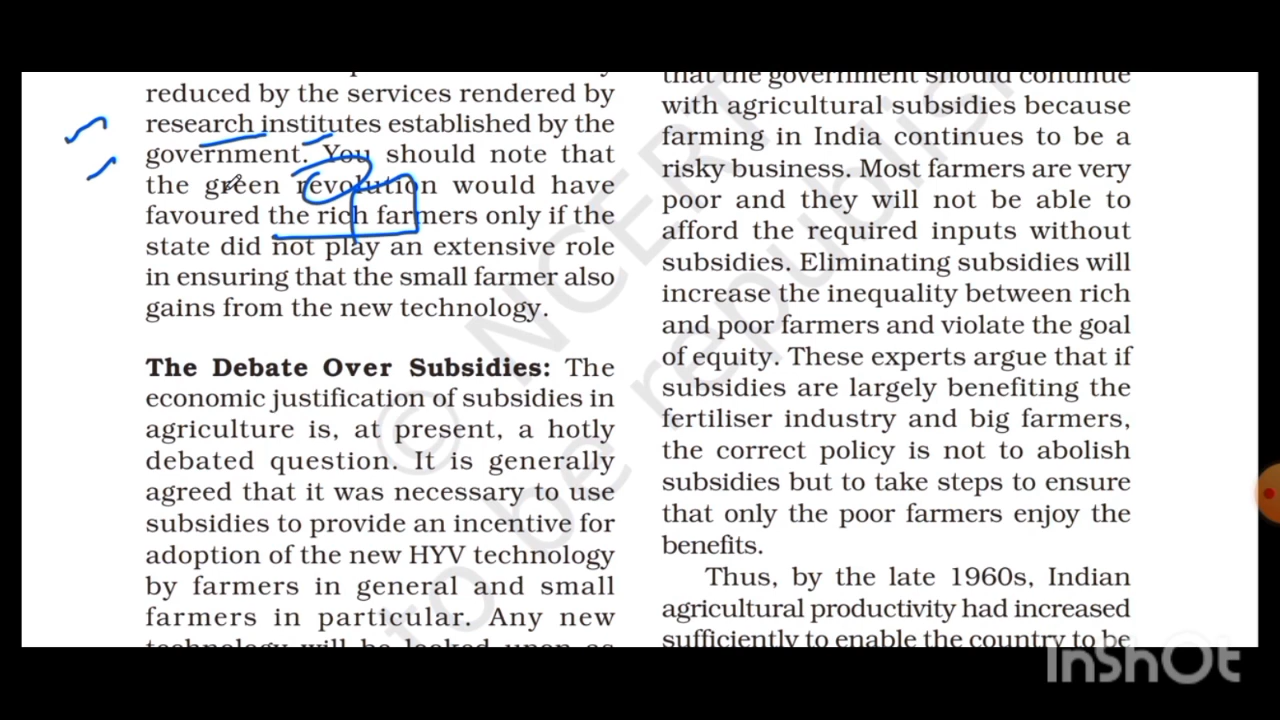 reduced by the services rendered by
research institutes established by the
government. You should note that
the green revolution would have
favoured the rich farmers only if the
state did not play an extensive role
in ensuring that the small farmer also
gains from the new technology.
The Debate Over Subsidies: The
economic justification of subsidies in
agriculture is, at present, a hotly
debated question. It is generally
agreed that it was necessary to use
subsidies to provide an incentive for
adoption of the new HYV technology
by farmers in general and small
farmers in particular. Any new
technology will be looked upon as
that the government should continue
with agricultural subsidies because
farming in India continues to be a
risky business. Most farmers are very
poor and they will not be able to
afford the required inputs without
subsidies. Eliminating subsidies will
increase the inequality between rich
and poor farmers and violate the goal
of equity. These experts argue that if
subsidies are largely benefiting the
fertiliser industry and big farmers,
the correct policy is not to abolish
subsidies but to take steps to ensure
that only the poor farmers enjoy the
benefits.
Thus, by the late 1960s, Indian
agricultural productivity had increased
sufficiently to enable the country to be
© NCERT
to be republish
InShOt